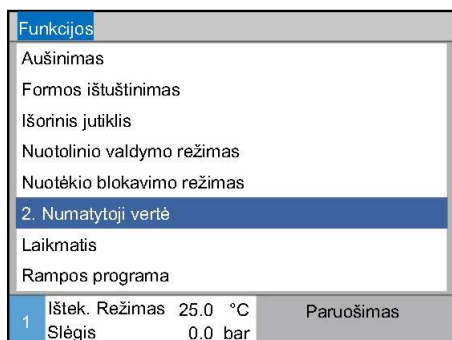 Funkcijos
Aušinimas
Formos ištuštinimas
Išorinis jutiklis
Nuotolinio valdymo režimas
Nuotėkio blokavimo režimas
2. Numatytoji vertė
Laikmatis
Rampos programa
1 Ištek. Režimas 25.0 °C Paruošimas
Slėgis 0.0 bar